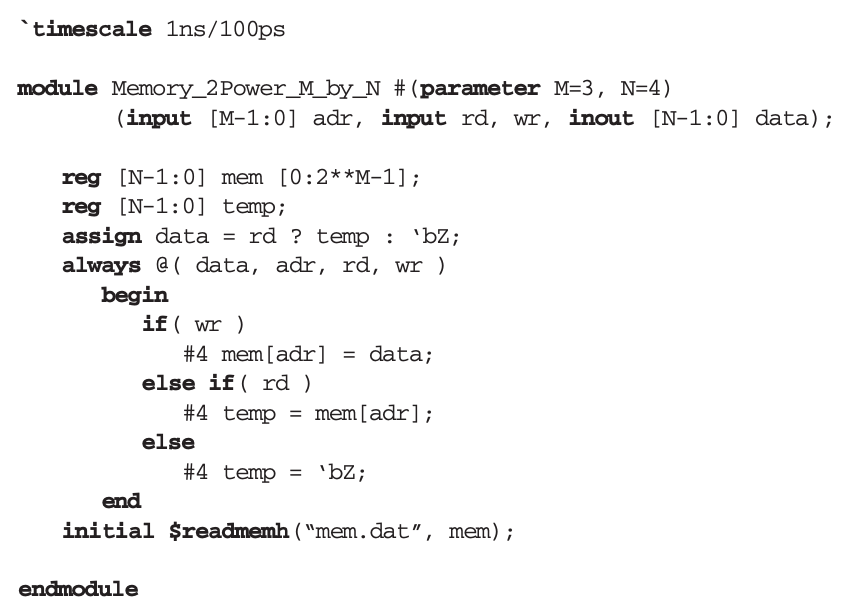 `timescale 1ns/100ps
module Memory_2Power_M_by_N #(parameter M=3, N=4)
(input [M-1:0] adr, input rd, wr, inout [N-1:0] data);
reg [N-1:0] mem [0:2**M-1];
reg [N-1:0] temp;
assign data = rd ? temp : ‘bZ;
always @( data, adr, rd, wr )
begin
if( wr )
#4 mem[adr] = data;
else if( rd )
#4 temp = mem[adr];
else
#4 temp = ‘bZ;
end
initial $readmemh(“mem.dat”, mem);
endmodule